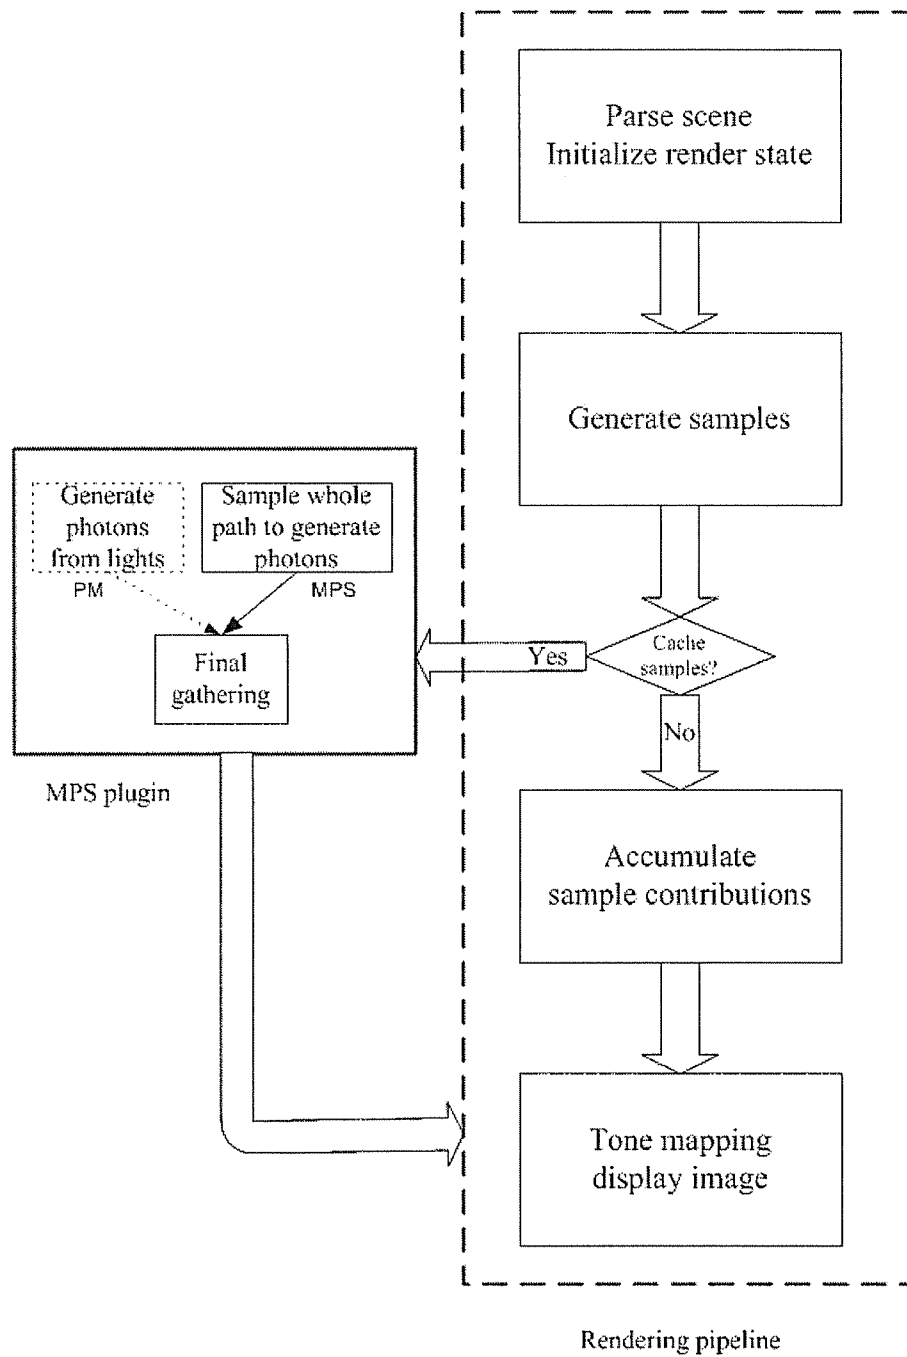 Parse scene
Initialize render state
Generate samples
Generate
photons
from lights
PM
Sample whole
path to generate
photons
MPS
Final
gathering
MPS plugin
Cache
samples?
Yes
No
Accumulate
sample contributions
Tone mapping
display image
Rendering pipeline